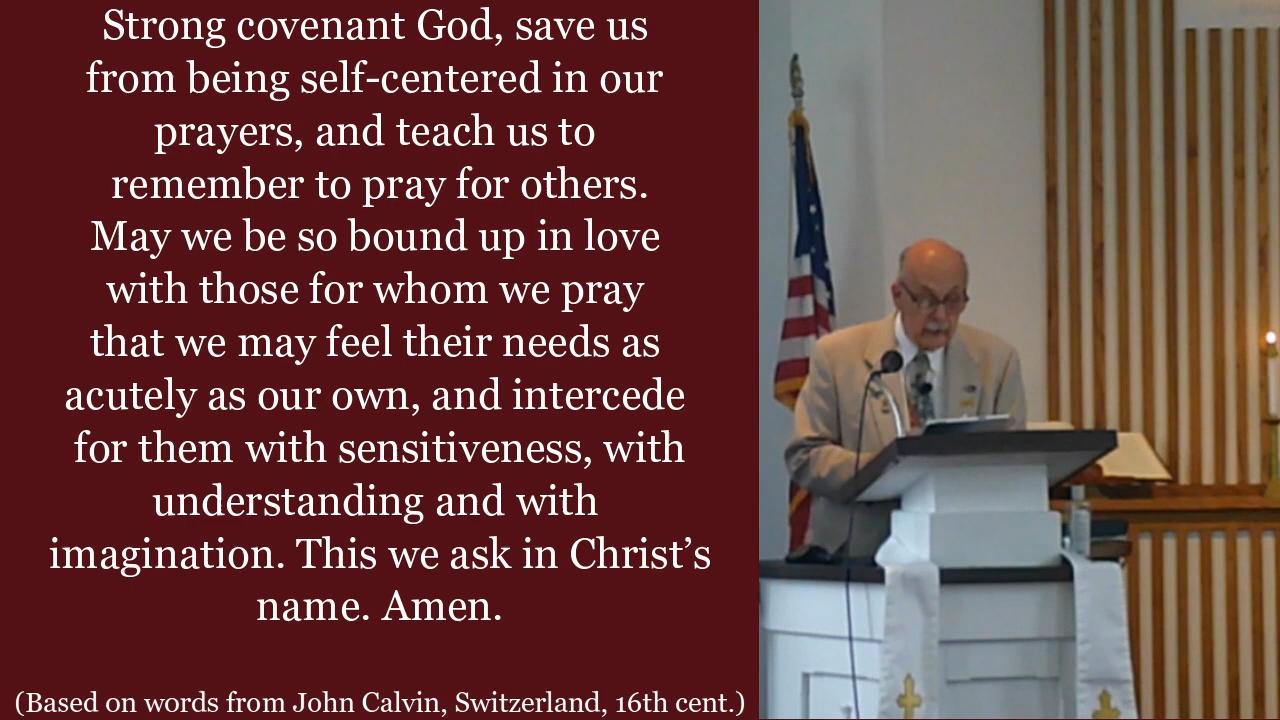 Strong covenant God, save us
from being self-centered in our
prayers, and teach us to
remember to pray for others.
May we be so bound up in love
with those for whom we pray
that we may feel their needs as
acutely as our own, and intercede
for them with sensitiveness, with
understanding and with
imagination. This we ask in Christ’s
name. Amen.
(Based on words from John Calvin, Switzerland, 16th cent.)